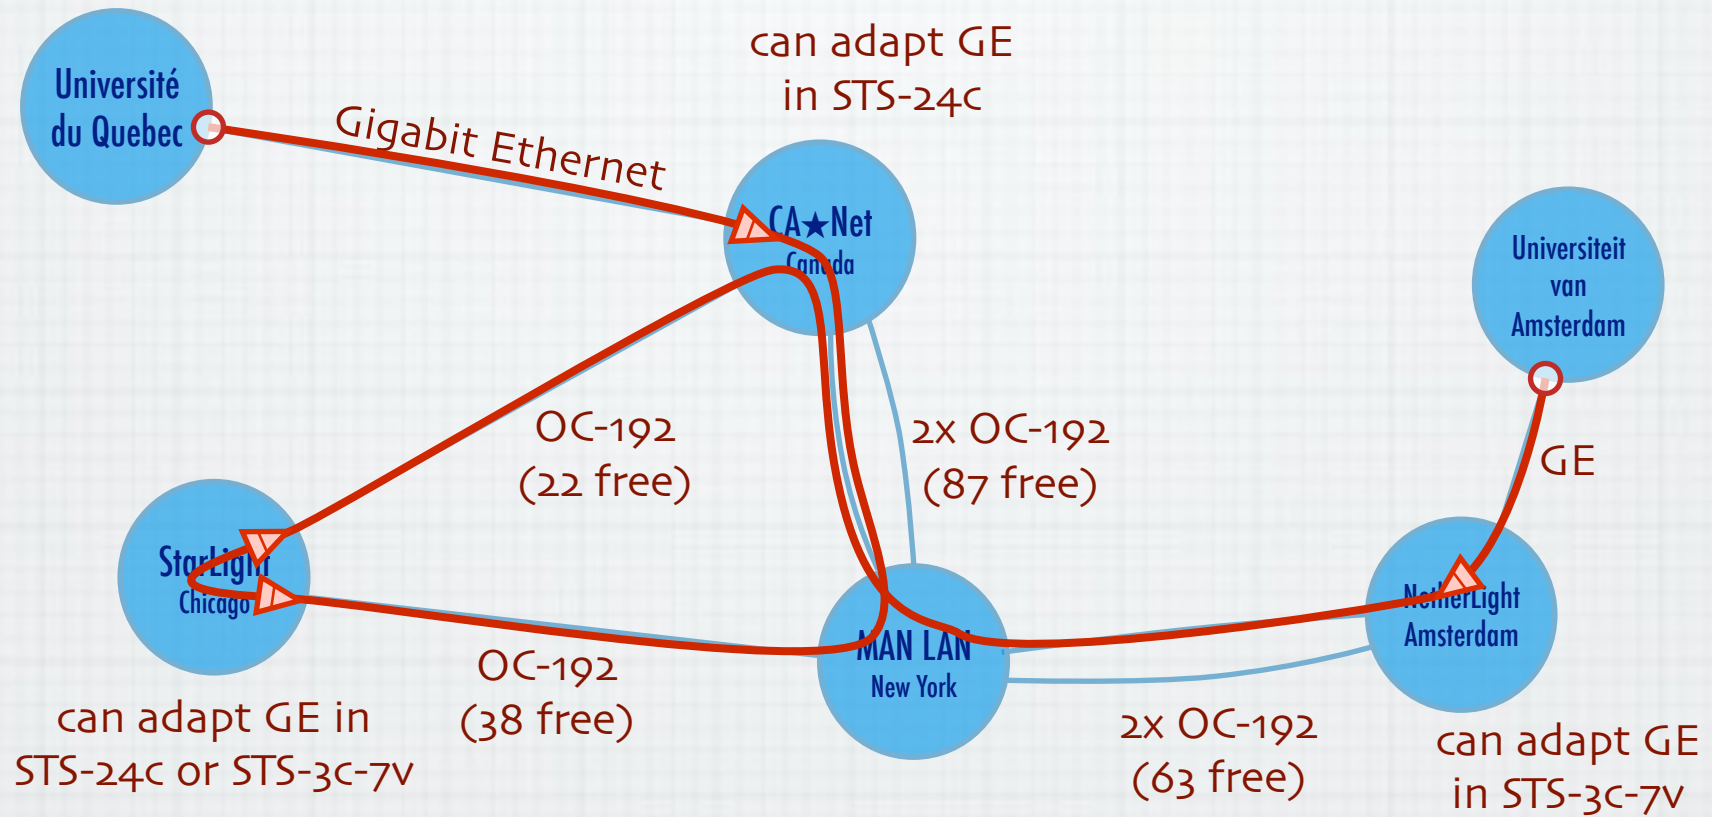 Université
du Quebec
Gigabit Ethernet
can adapt GE
in STS-24c
CA★Net
Canada
Universiteit
van
Amsterdam
GE
OC-192
(22 free)
2x OC-192
(87 free)
StarLight
Chicago
can adapt GE in
STS-24c or STS-3c-7v
OC-192
(38 free)
MAN LAN
New York
2x OC-192
(63 free)
NetherLight
Amsterdam
can adapt GE
in STS-3c-7v